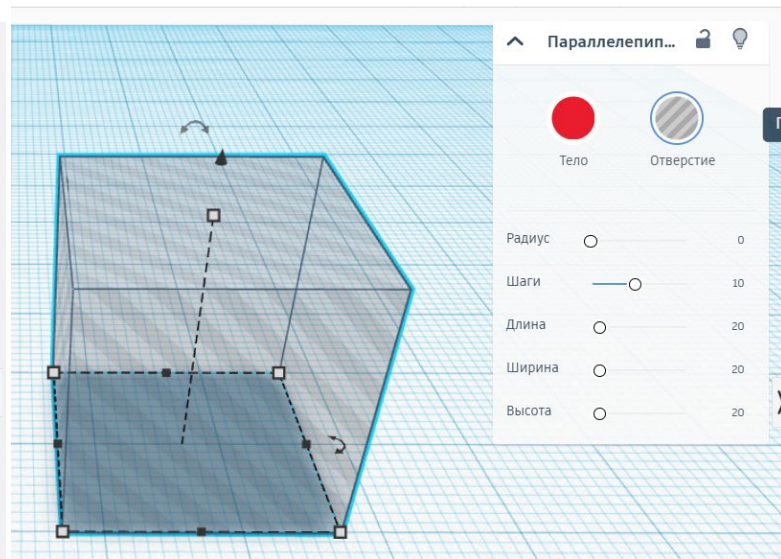 Параллелепип...
Тело
Отверстие
Радиус 0
Шаги 10
Длина 20
Ширина 20
Высота 20